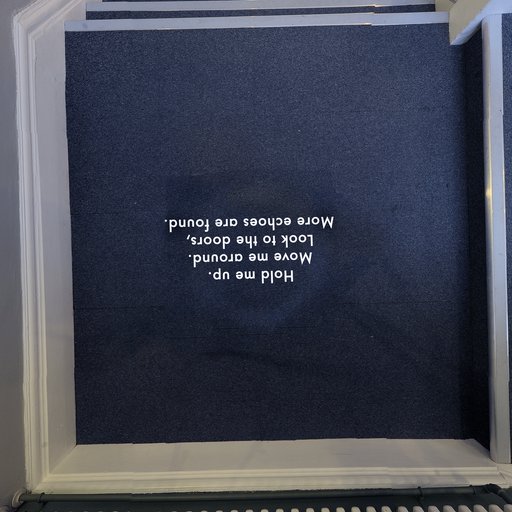 Hold me up.
Move me around.
Look to the doors,
More echoes are found.